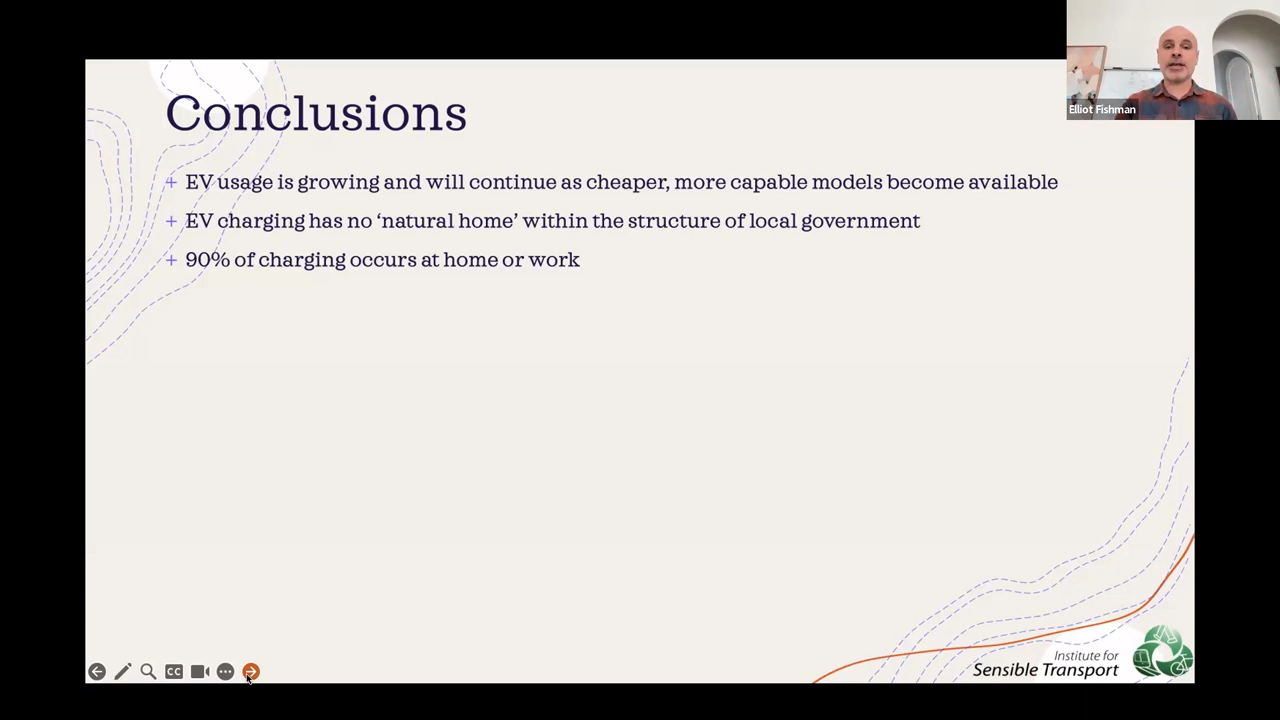 Conclusions
+ EV usage is growing and will continue as cheaper, more capable models become available
+ EV charging has no ‘natural home’ within the structure of local government
+ 90% of charging occurs at home or work
Elliot Fishman
CC
Institute for
Sensible Transport